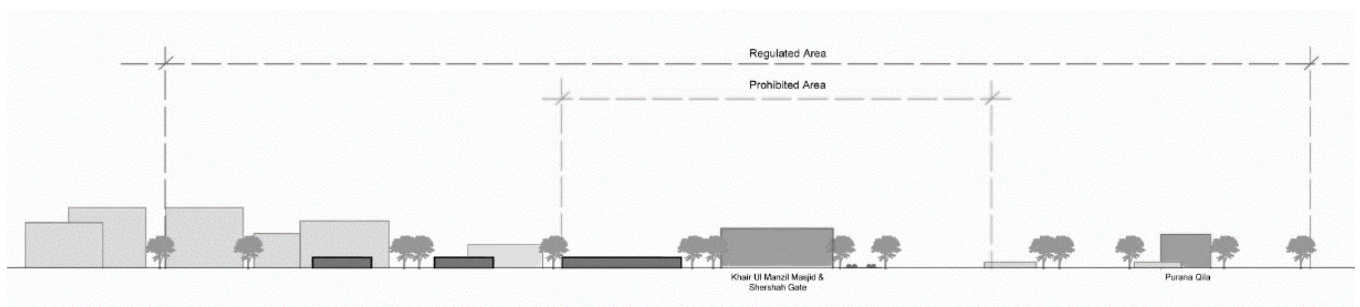 Regulated Area
Prohibited Area
Khair Ul Manzil Masjid &
Shershah Gate
Purana Qila